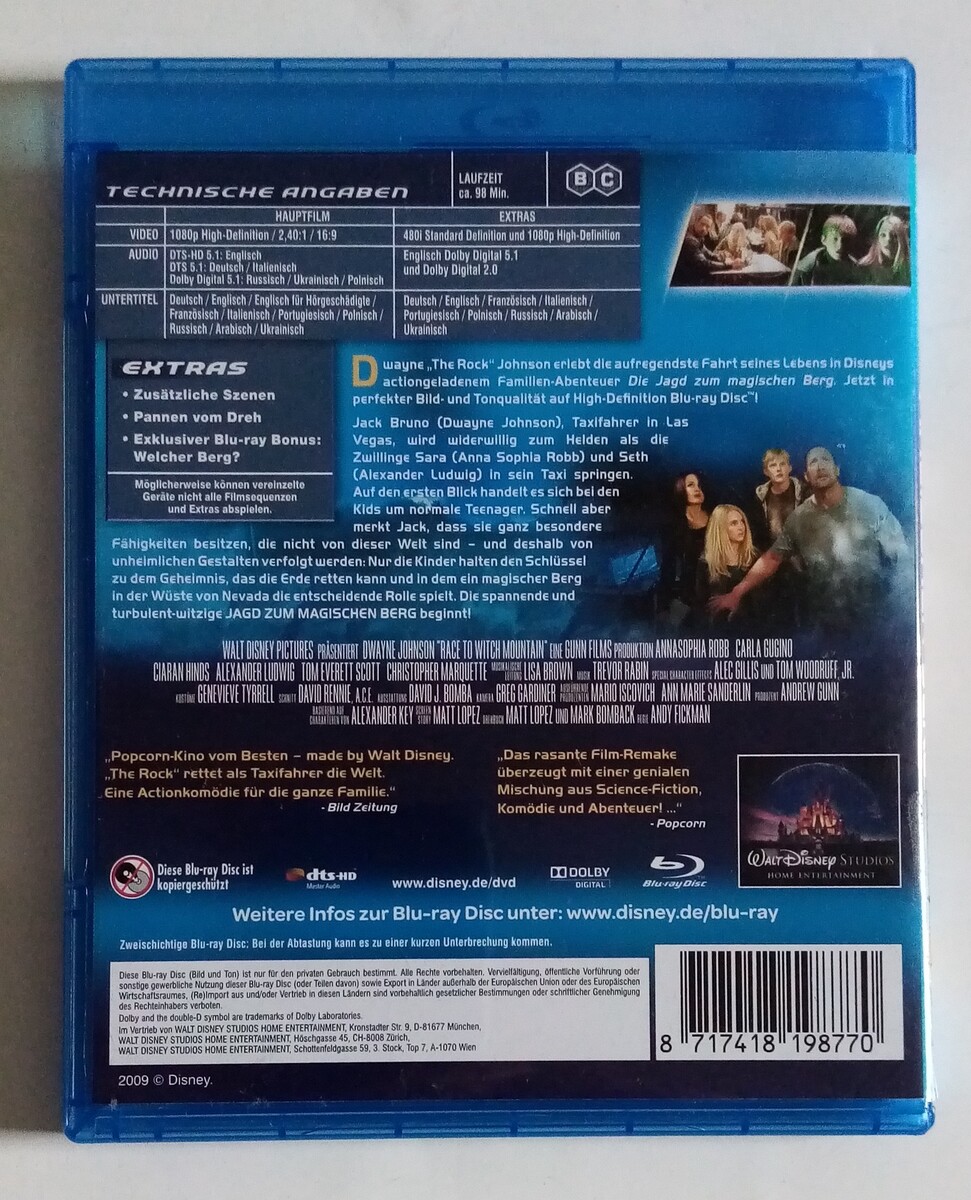 TECHNISCHE ANGABEN
LAUFZEIT
ca. 98 Min.
B C
HAUPTFILM
EXTRAS
VIDEO
1080p High-Definition / 2,40:1 / 16:9
480i Standard Definition und 1080p High-Definition
AUDIO
DTS-HD 5.1: Englisch
DTS 5.1: Deutsch / Italienisch
Dolby Digital 5.1: Russisch / Ukrainisch / Polnisch
Englisch Dolby Digital 5.1
und Dolby Digital 2.0
UNTERTITEL
Deutsch / Englisch / Englisch für Hörgeschädigte /
Französisch / Italienisch / Portugiesisch / Polnisch /
Russisch / Arabisch / Ukrainisch
Deutsch / Englisch / Französisch / Italienisch /
Portugiesisch / Polnisch / Russisch / Arabisch /
Ukrainisch
EXTRAS
• Zusätzliche Szenen
• Pannen vom Dreh
• Exklusiver Blu-ray Bonus:
Welcher Berg?
Möglicherweise können vereinzelte
Geräte nicht alle Filmsequenzen
und Extras abspielen.
Dwayne „The Rock“ Johnson erlebt die aufregendste Fahrt seines Lebens in Disneys
actiongeladenem Familien-Abenteuer Die Jagd zum magischen Berg. Jetzt in
perfekter Bild- und Tonqualität auf High-Definition Blu-ray Disc™!
Jack Bruno (Dwayne Johnson), Taxifahrer in Las
Vegas, wird widerwillig zum Helden als die
Zwillinge Sara (Anna Sophia Robb) und Seth
(Alexander Ludwig) in sein Taxi springen.
Auf den ersten Blick handelt es sich bei den
Kids um normale Teenager. Schnell aber
merkt Jack, dass sie ganz besondere
Fähigkeiten besitzen, die nicht von dieser Welt sind – und deshalb von
unheimlichen Gestalten verfolgt werden: Nur die Kinder halten den Schlüssel
zu dem Geheimnis, das die Erde retten kann und in dem ein magischer Berg
in der Wüste von Nevada die entscheidende Rolle spielt. Die spannende und
turbulent-witzige JAGD ZUM MAGISCHEN BERG beginnt!
WALT DISNEY PICTURES PRÄSENTIERT DWAYNE JOHNSON "RACE TO WITCH MOUNTAIN" EINE GUNN FILMS PRODUKTION ANNASOPHIA ROBB CARLA GUGINO
CIARAN HINDS ALEXANDER LUDWIG TOM EVERETT SCOTT CHRISTOPHER MARQUETTE MUSIKALISCHE LEITUNG LISA BROWN MUSIK TREVOR RABIN SPECIAL CHARACTER EFFECTS ALEC GILLIS UND TOM WOODRUFF, JR.
KOSTÜME GENEVIEVE TYRRELL SCHNITT DAVID RENNIE, A.C.E. AUSSTATTUNG DAVID J. BOMBA KAMERA GREG GARDINER AUSFÜHRENDE PRODUZENTEN MARIO ISCOVICH ANN MARIE SANDERLIN PRODUZENT ANDREW GUNN
BASIEREND AUF CHARAKTEREN VON ALEXANDER KEY SCREEN STORY MATT LOPEZ DREHBUCH MATT LOPEZ UND MARK BOMBACK REGIE ANDY FICKMAN
„Popcorn-Kino vom Besten – made by Walt Disney.
„The Rock“ rettet als Taxifahrer die Welt.
Eine Actionkomödie für die ganze Familie.“
- Bild Zeitung
„Das rasante Film-Remake
überzeugt mit einer genialen
Mischung aus Science-Fiction,
Komödie und Abenteuer! ...“
- Popcorn
WALT DISNEY STUDIOS
HOME ENTERTAINMENT
Diese Blu-ray Disc ist
kopiergeschützt
dts-HD
Master Audio
www.disney.de/dvd
DOLBY
DIGITAL
Blu-ray Disc
Weitere Infos zur Blu-ray Disc unter: www.disney.de/blu-ray
Zweischichtige Blu-ray Disc: Bei der Abtastung kann es zu einer kurzen Unterbrechung kommen.
Diese Blu-ray Disc (Bild und Ton) ist nur für den privaten Gebrauch bestimmt. Alle Rechte vorbehalten. Vervielfältigung, öffentliche Vorführung oder
sonstige gewerbliche Nutzung dieser Blu-ray Disc (oder Teilen davon) sowie Export in Länder außerhalb der Europäischen Union oder des Europäischen
Wirtschaftsraumes, (Re)Import aus und/oder Vertrieb in diesen Ländern sind vorbehaltlich gesetzlicher Bestimmungen oder schriftlicher Genehmigung
des Rechteinhabers verboten.
Dolby and the double-D symbol are trademarks of Dolby Laboratories.
Im Vertrieb von WALT DISNEY STUDIOS HOME ENTERTAINMENT, Kronstadter Str. 9, D-81677 München,
WALT DISNEY STUDIOS HOME ENTERTAINMENT, Höschgasse 45, CH-8008 Zürich,
WALT DISNEY STUDIOS HOME ENTERTAINMENT, Schottenfeldgasse 59, 3. Stock, Top 7, A-1070 Wien
8 717418 198770
2009 © Disney.